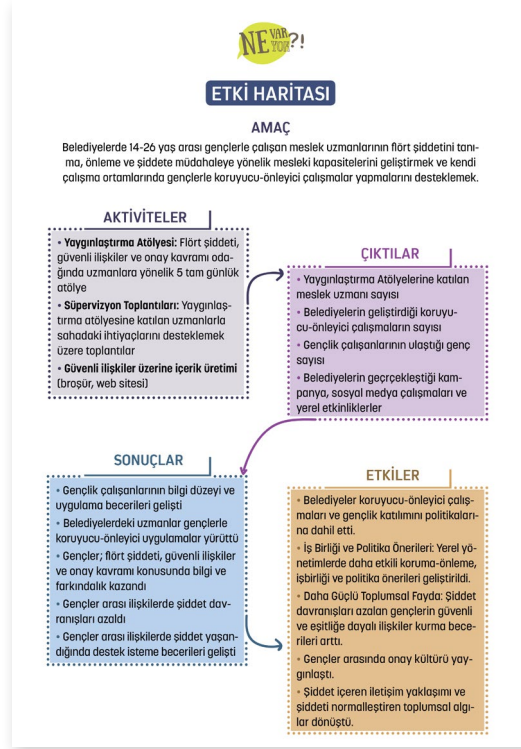 NE VAR YOK?!
ETKİ HARİTASI
AMAÇ
Belediyelerde 14-26 yaş arası gençlerle çalışan meslek uzmanlarının flört şiddetini tanı-
ma, önleme ve şiddete müdahaleye yönelik mesleki kapasitelerini geliştirmek ve kendi
çalışma ortamlarında gençlerle koruyucu-önleyici çalışmalar yapmalarını desteklemek.
AKTİVİTELER
• Yaygınlaştırma Atölyesi: Flört şiddeti,
güvenli ilişkiler ve onay kavramı oda-
ğında uzmanlara yönelik 5 tam günlük
atölye
• Süpervizyon Toplantıları: Yaygınlaş-
tırma atölyesine katılan uzmanlarla
sahadaki ihtiyaçlarını desteklemek
üzere toplantılar
• Güvenli ilişkiler üzerine içerik üretimi
(broşür, web sitesi)
ÇIKTILAR
• Yaygınlaştırma Atölyelerine katılan
meslek uzmanı sayısı
• Belediyelerin geliştirdiği koruyu-
cu-önleyici çalışmaların sayısı
• Gençlik çalışanlarının ulaştığı genç
sayısı
• Belediyelerin geçrçekleştiği kam-
panya, sosyal medya çalışmaları ve
yerel etkinliklerler
SONUÇLAR
• Gençlik çalışanlarının bilgi düzeyi ve
uygulama becerileri gelişti
• Belediyelerdeki uzmanlar gençlerle
koruyucu-önleyici uygulamalar yürüttü
• Gençler; flört şiddeti, güvenli ilişkiler
ve onay kavramı konusunda bilgi ve
farkındalık kazandı
• Gençler arası ilişkilerde şiddet dav-
ranışları azaldı
• Gençler arası ilişkilerde şiddet yaşan-
dığında destek isteme becerileri gelişti
ETKİLER
• Belediyeler koruyucu-önleyici çalış-
maları ve gençlik katılımını politikaları-
na dahil etti.
• İş Birliği ve Politika Önerileri: Yerel yö-
netimlerde daha etkili koruma-önleme,
işbirliği ve politika önerileri geliştirildi.
• Daha Güçlü Toplumsal Fayda: Şiddet
davranışları azalan gençlerin güvenli
ve eşitliğe dayalı ilişkiler kurma bece-
rileri arttı.
• Gençler arasında onay kültürü yay-
gınlaştı.
• Şiddet içeren iletişim yaklaşımı ve
şiddeti normalleştiren toplumsal algı-
lar dönüştü.